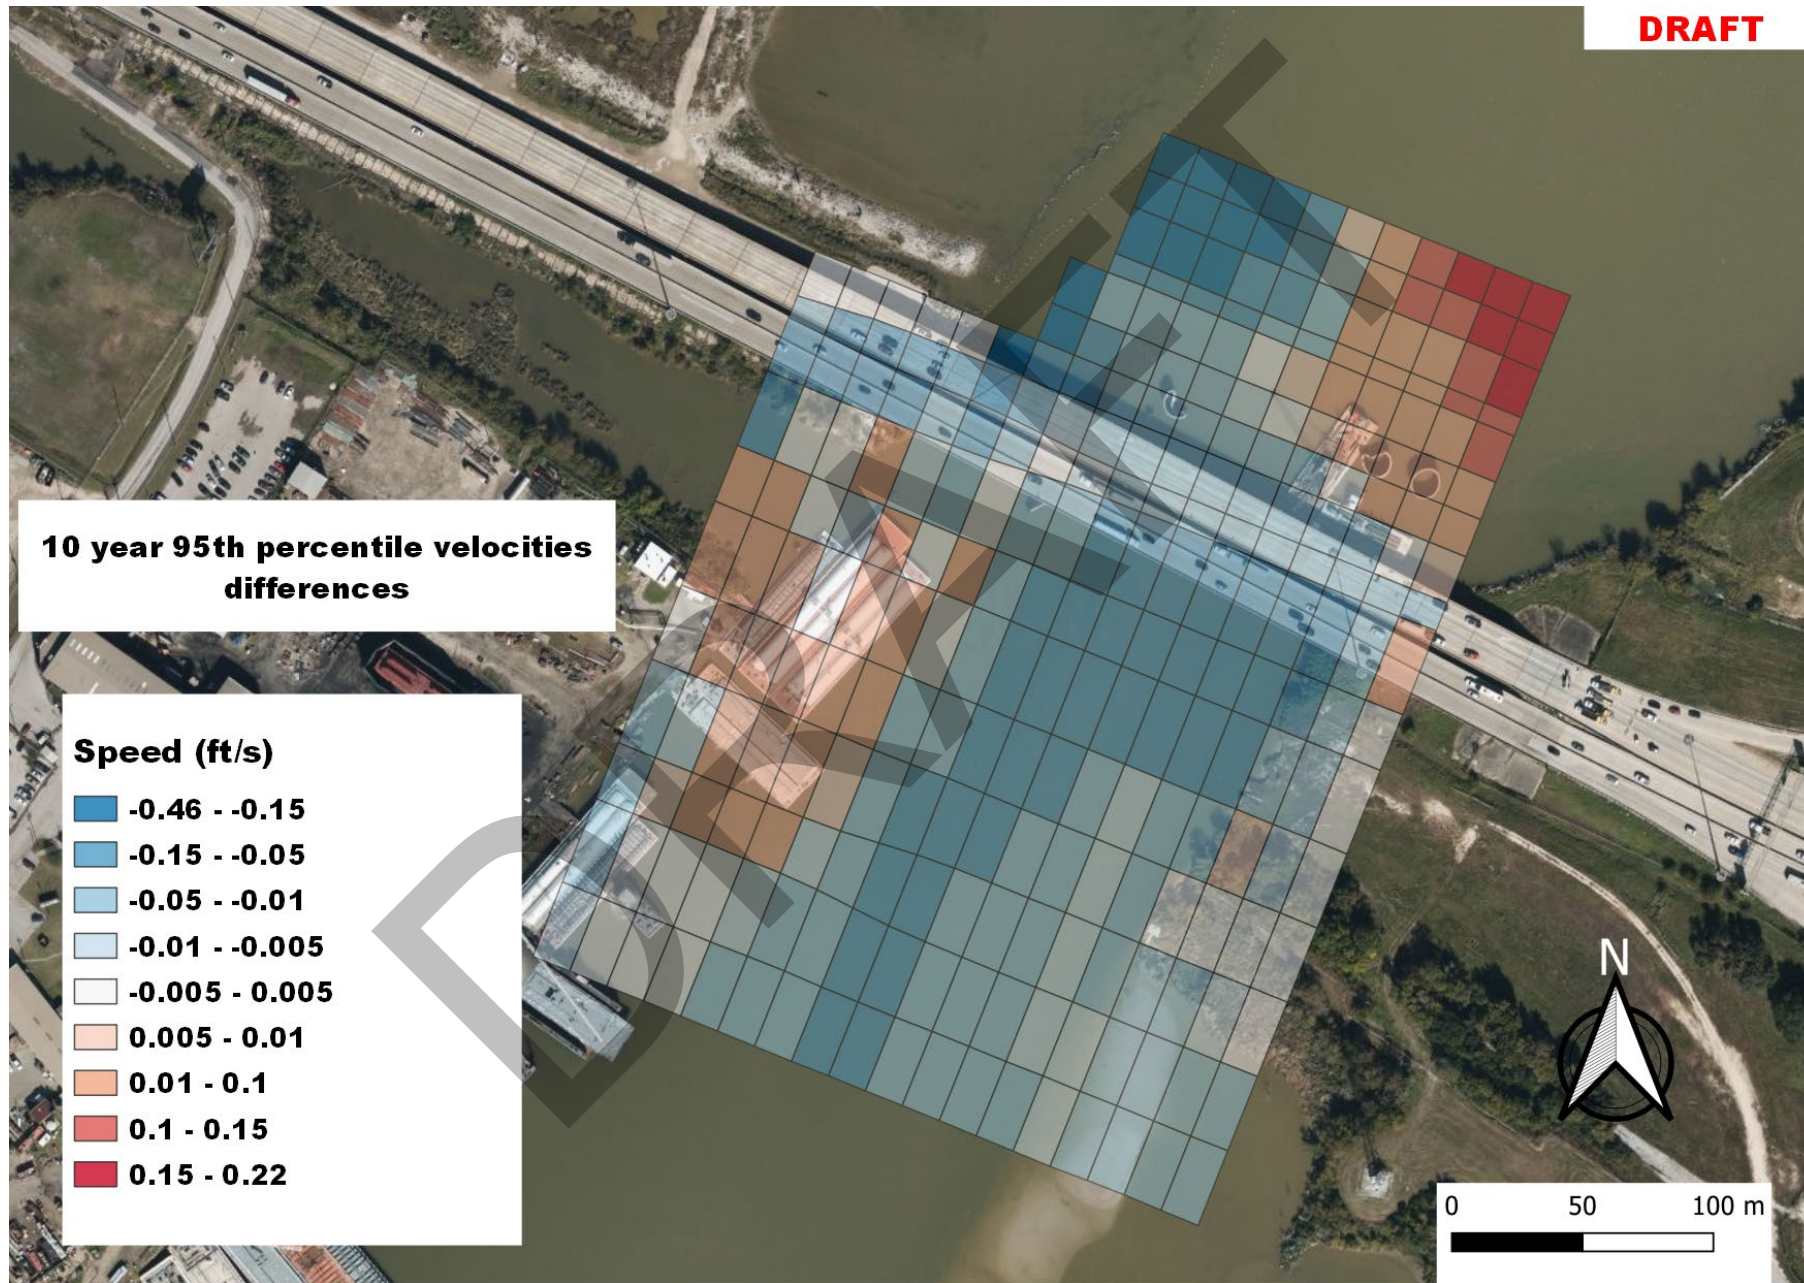 DRAFT
DRAFT
10 year 95th percentile velocities
differences
Speed (ft/s)
-0.46 - -0.15
-0.15 - -0.05
-0.05 - -0.01
-0.01 - -0.005
-0.005 - 0.005
0.005 - 0.01
0.01 - 0.1
0.1 - 0.15
0.15 - 0.22
N
0 50 100 m